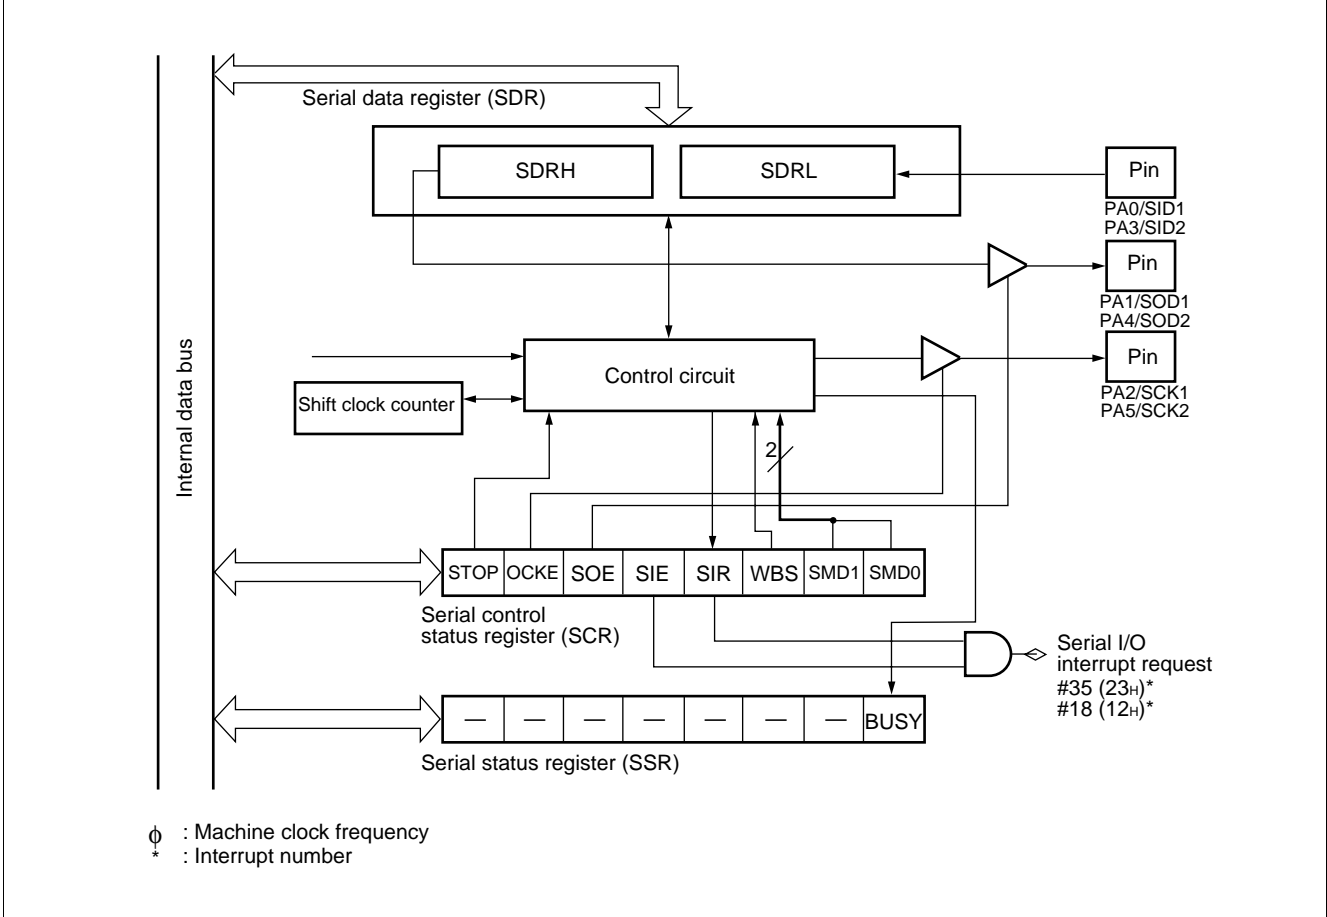 Serial data register (SDR)
SDRH
SDRL
Pin
PA0/SID1
PA3/SID2
Pin
PA1/SOD1
PA4/SOD2
Pin
PA2/SCK1
PA5/SCK2
Internal data bus
Control circuit
Shift clock counter
2
STOP OCKE SOE SIE SIR WBS SMD1 SMD0
Serial control
status register (SCR)
Serial I/O
interrupt request
#35 (23H)*
#18 (12H)*
— — — — — — — BUSY
Serial status register (SSR)
ϕ : Machine clock frequency
* : Interrupt number